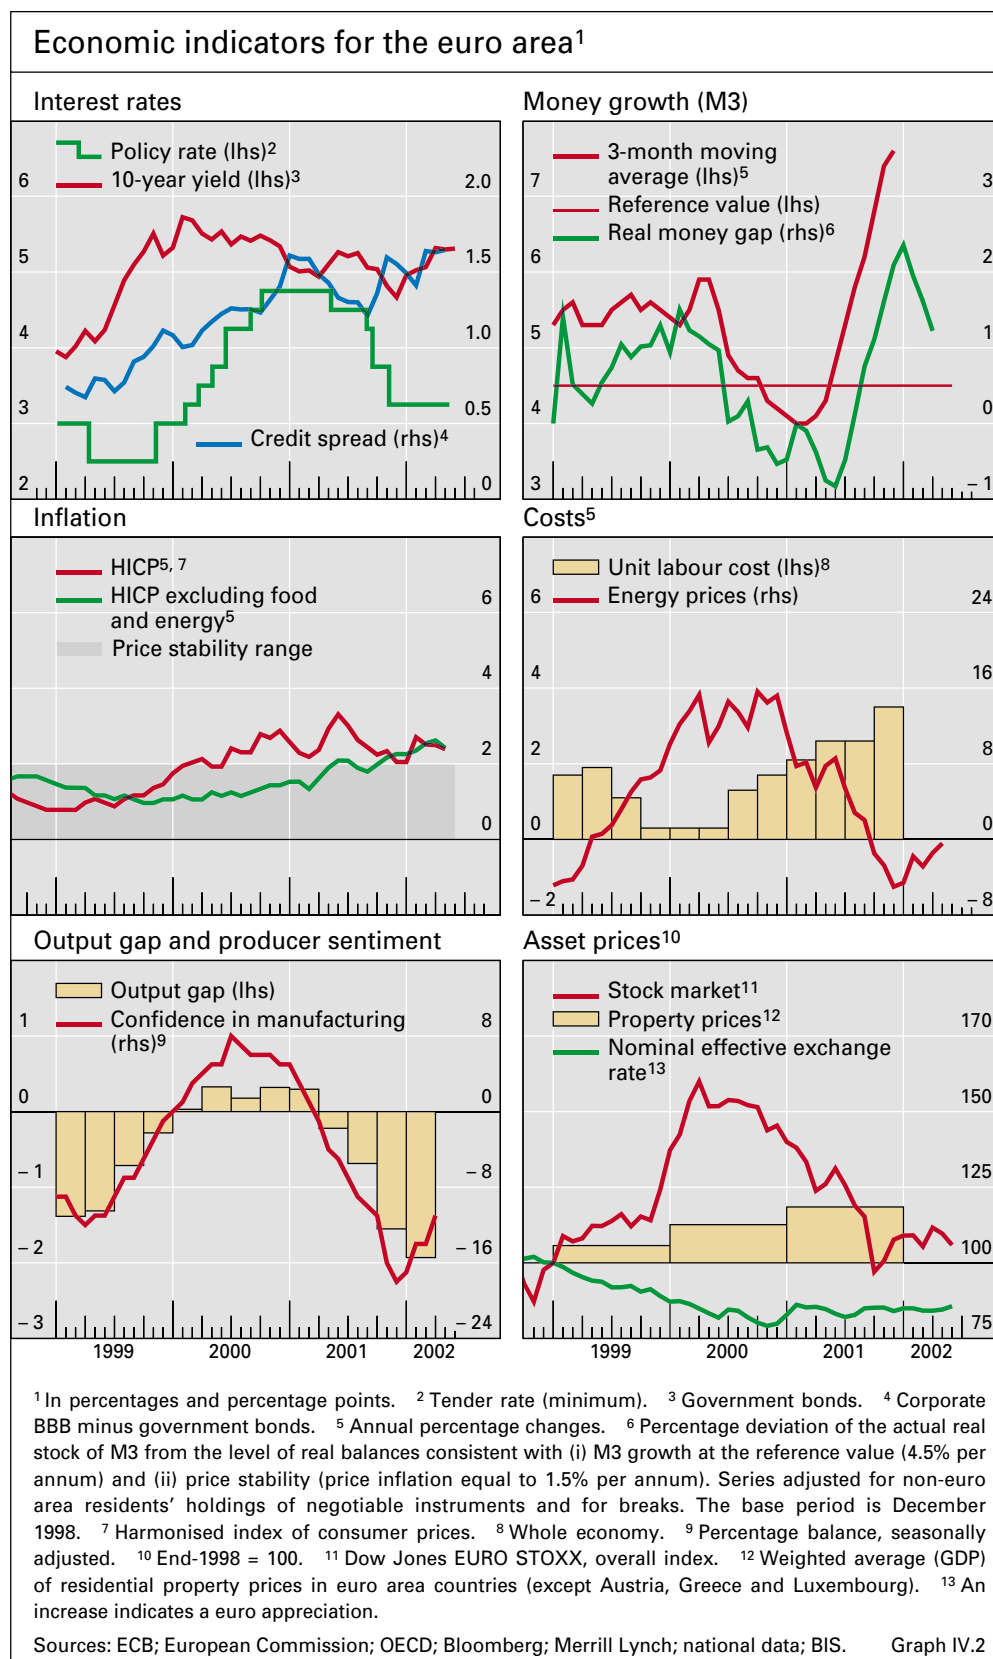 Economic indicators for the euro area¹
Interest rates
Policy rate (lhs)²
10-year yield (lhs)³
6 2.0
5 1.5
4 1.0
3 0.5
Credit spread (rhs)⁴
2 0
Money growth (M3)
3-month moving
average (lhs)⁵
7 3
Reference value (lhs)
Real money gap (rhs)⁶
6 2
5 1
4 0
3 – 1
Inflation
HICP⁵, ⁷
HICP excluding food
and energy⁵
6
Price stability range
4
2
0
Costs⁵
Unit labour cost (lhs)⁸
6 Energy prices (rhs) 24
4 16
2 8
0 0
– 2 – 8
Output gap and producer sentiment
Output gap (lhs)
1 Confidence in manufacturing 8
(rhs)⁹
0 0
– 1 – 8
– 2 – 16
– 3 – 24
1999 2000 2001 2002
Asset prices¹⁰
Stock market¹¹
Property prices¹² 170
Nominal effective exchange
rate¹³
150
125
100
75
1999 2000 2001 2002
¹ In percentages and percentage points. ² Tender rate (minimum). ³ Government bonds. ⁴ Corporate
BBB minus government bonds. ⁵ Annual percentage changes. ⁶ Percentage deviation of the actual real
stock of M3 from the level of real balances consistent with (i) M3 growth at the reference value (4.5% per
annum) and (ii) price stability (price inflation equal to 1.5% per annum). Series adjusted for non-euro
area residents’ holdings of negotiable instruments and for breaks. The base period is December
1998. ⁷ Harmonised index of consumer prices. ⁸ Whole economy. ⁹ Percentage balance, seasonally
adjusted. ¹⁰ End-1998 = 100. ¹¹ Dow Jones EURO STOXX, overall index. ¹² Weighted average (GDP)
of residential property prices in euro area countries (except Austria, Greece and Luxembourg). ¹³ An
increase indicates a euro appreciation.
Sources: ECB; European Commission; OECD; Bloomberg; Merrill Lynch; national data; BIS. Graph IV.2